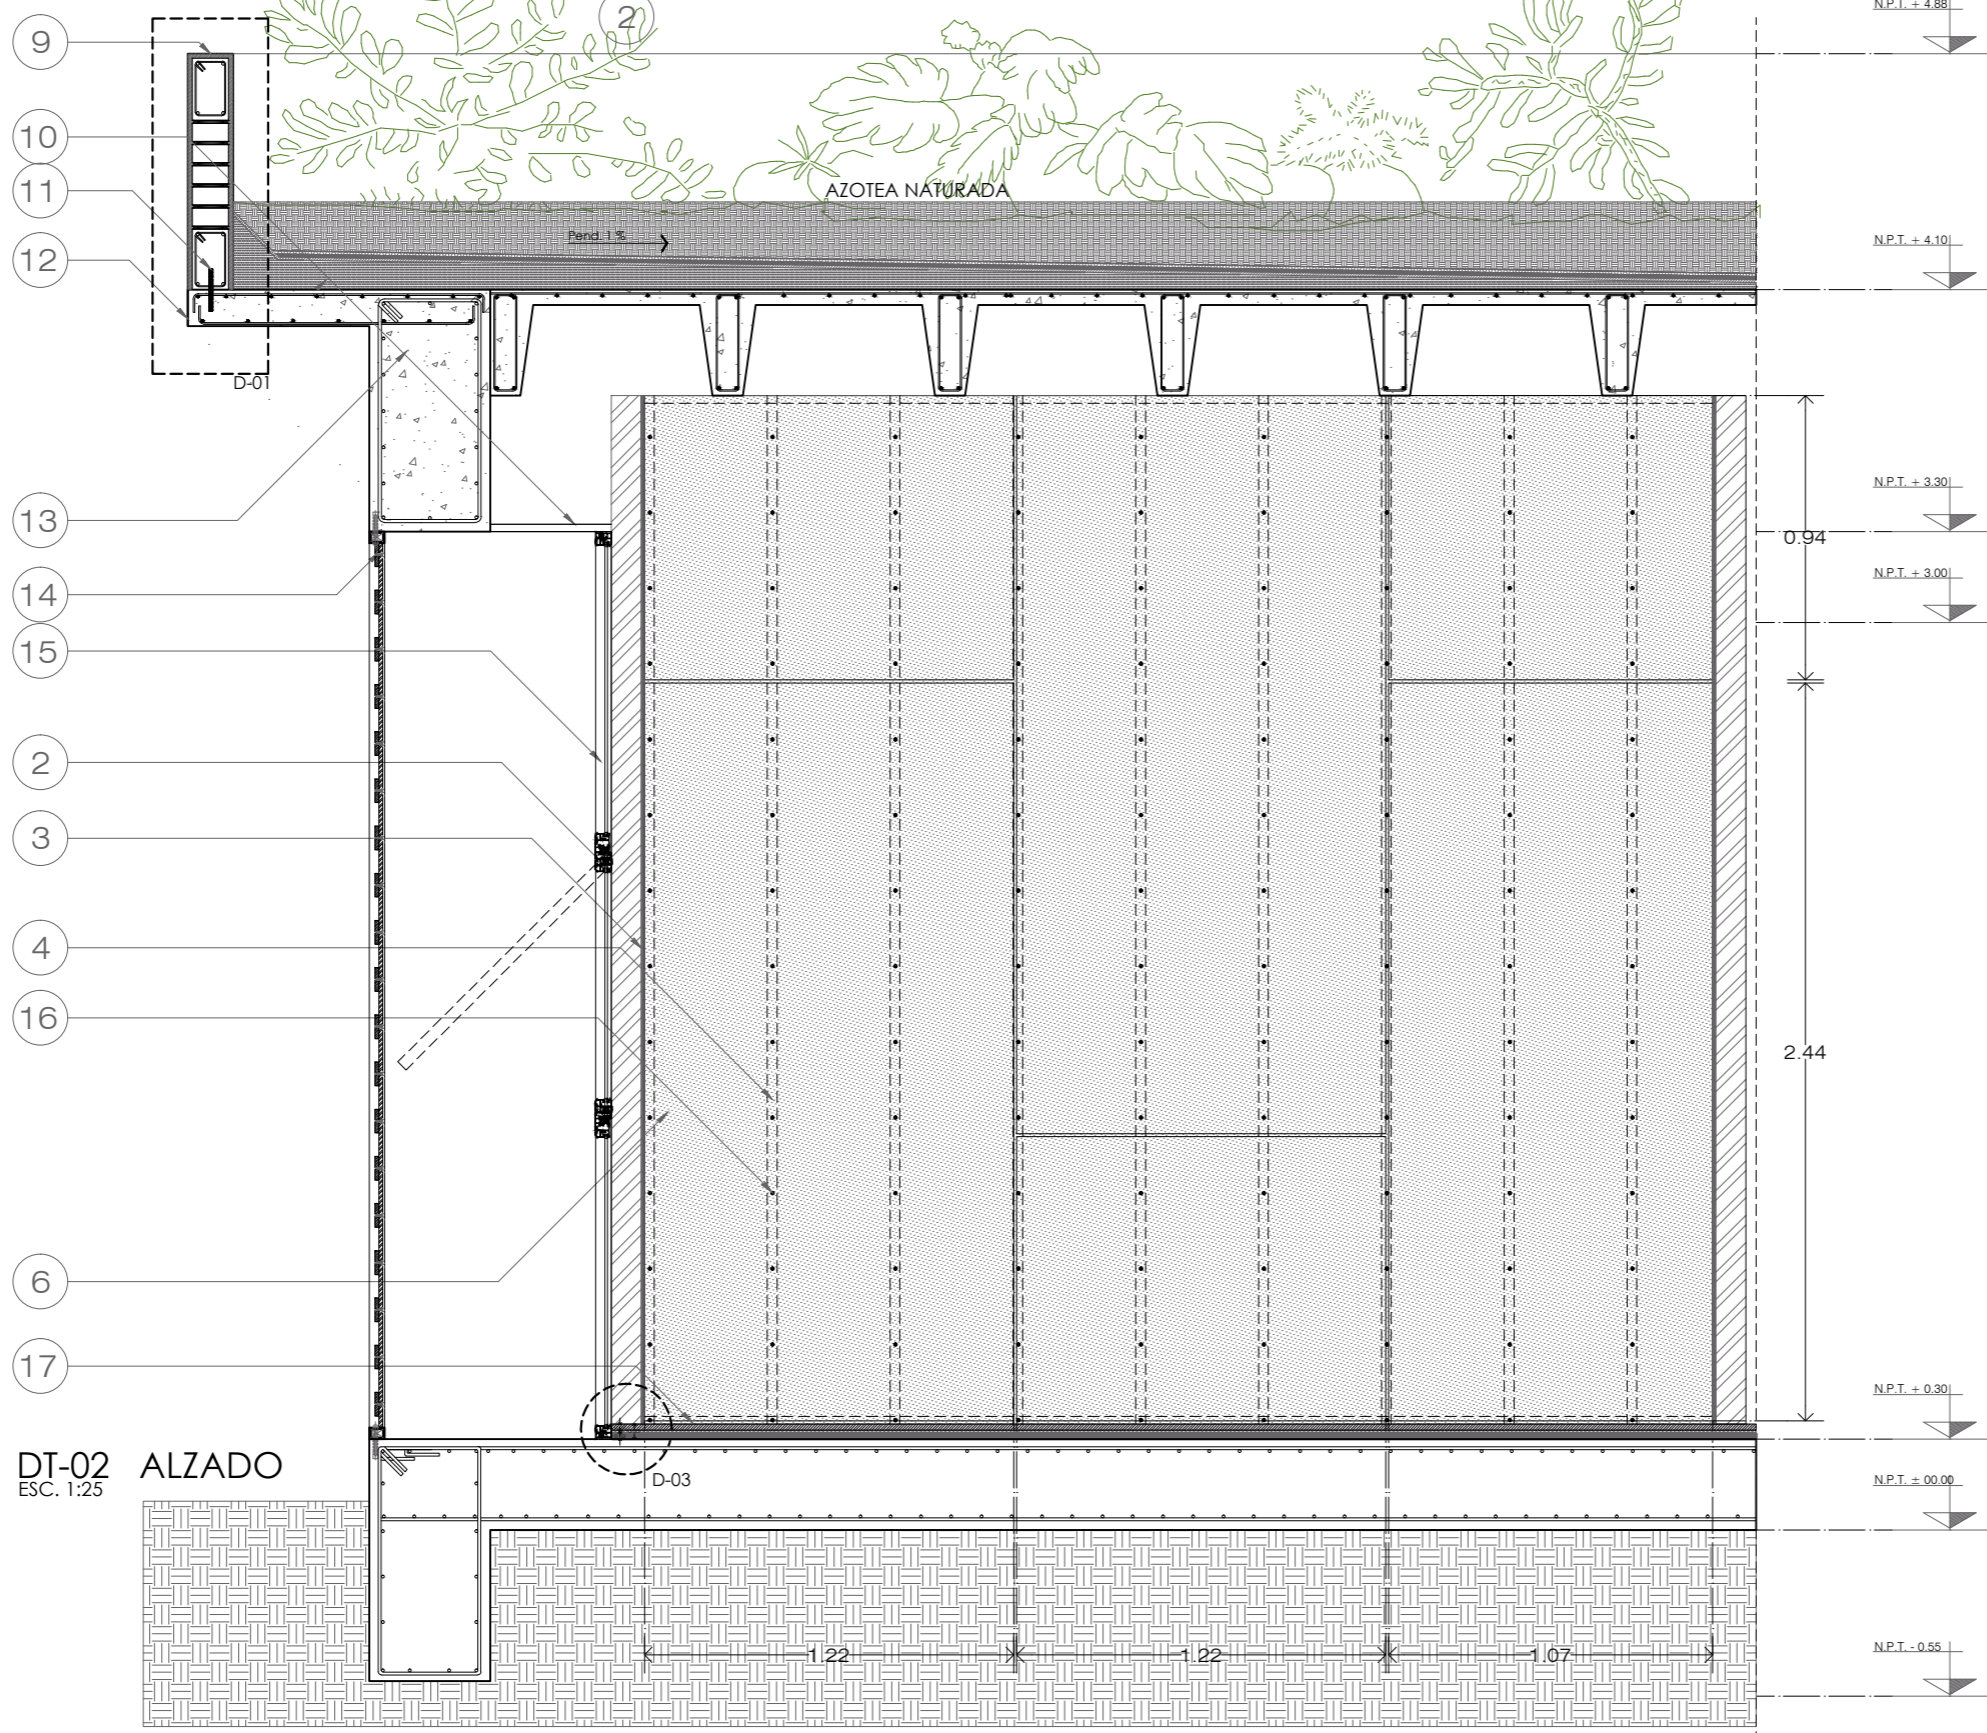 2
N.P.T. + 4.88
9
10
11
12
AZOTEA NATURADA
Pend. 1 %
N.P.T. + 4.10
D-01
13
14
15
N.P.T. + 3.30
0.94
N.P.T. + 3.00
2
3
4
16
2.44
6
17
N.P.T. + 0.30
DT-02 ALZADO
ESC. 1:25
D-03
N.P.T. ± 00.00
1.22
1.22
1.07
N.P.T. - 0.55